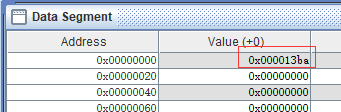 Data Segment
Address Value (+0)
0x00000000 0x000013ba
0x00000020 0x00000000
0x00000040 0x00000000
0x00000060 0x00000000